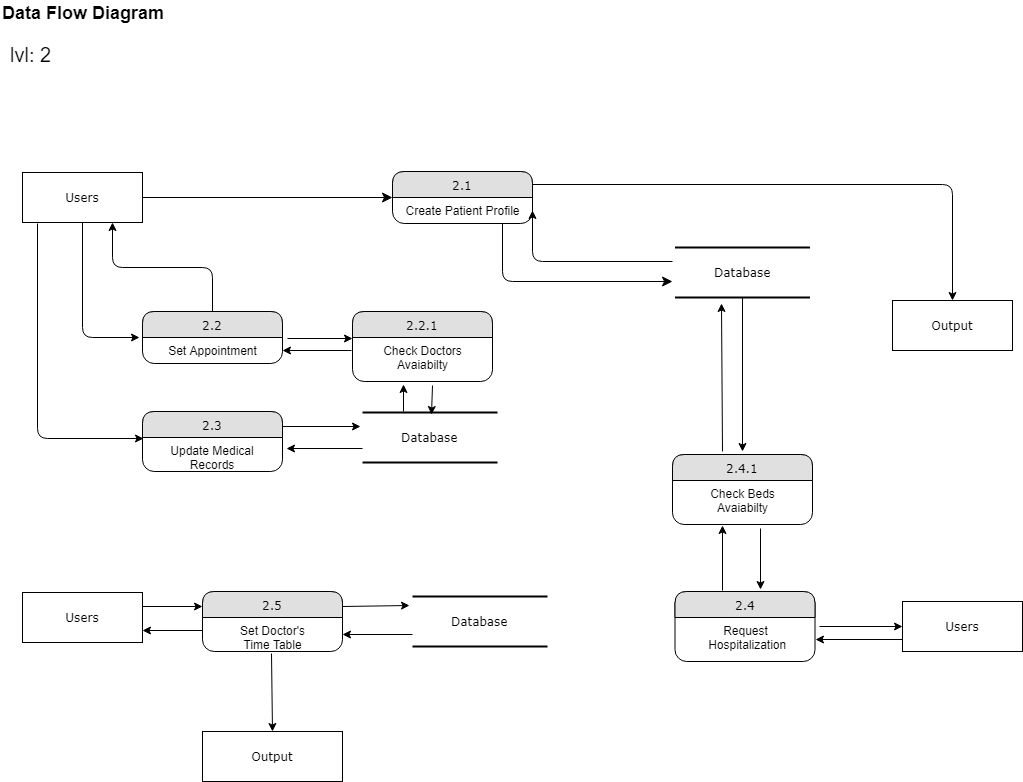 Data Flow Diagram
lvl: 2
Users
2.1
Create Patient Profile
Database
Output
2.2
Set Appointment
2.2.1
Check Doctors
Avaiabilty
2.3
Update Medical
Records
Database
2.4.1
Check Beds
Avaiabilty
Users
2.5
Set Doctor's
Time Table
Database
2.4
Request
Hospitalization
Users
Output